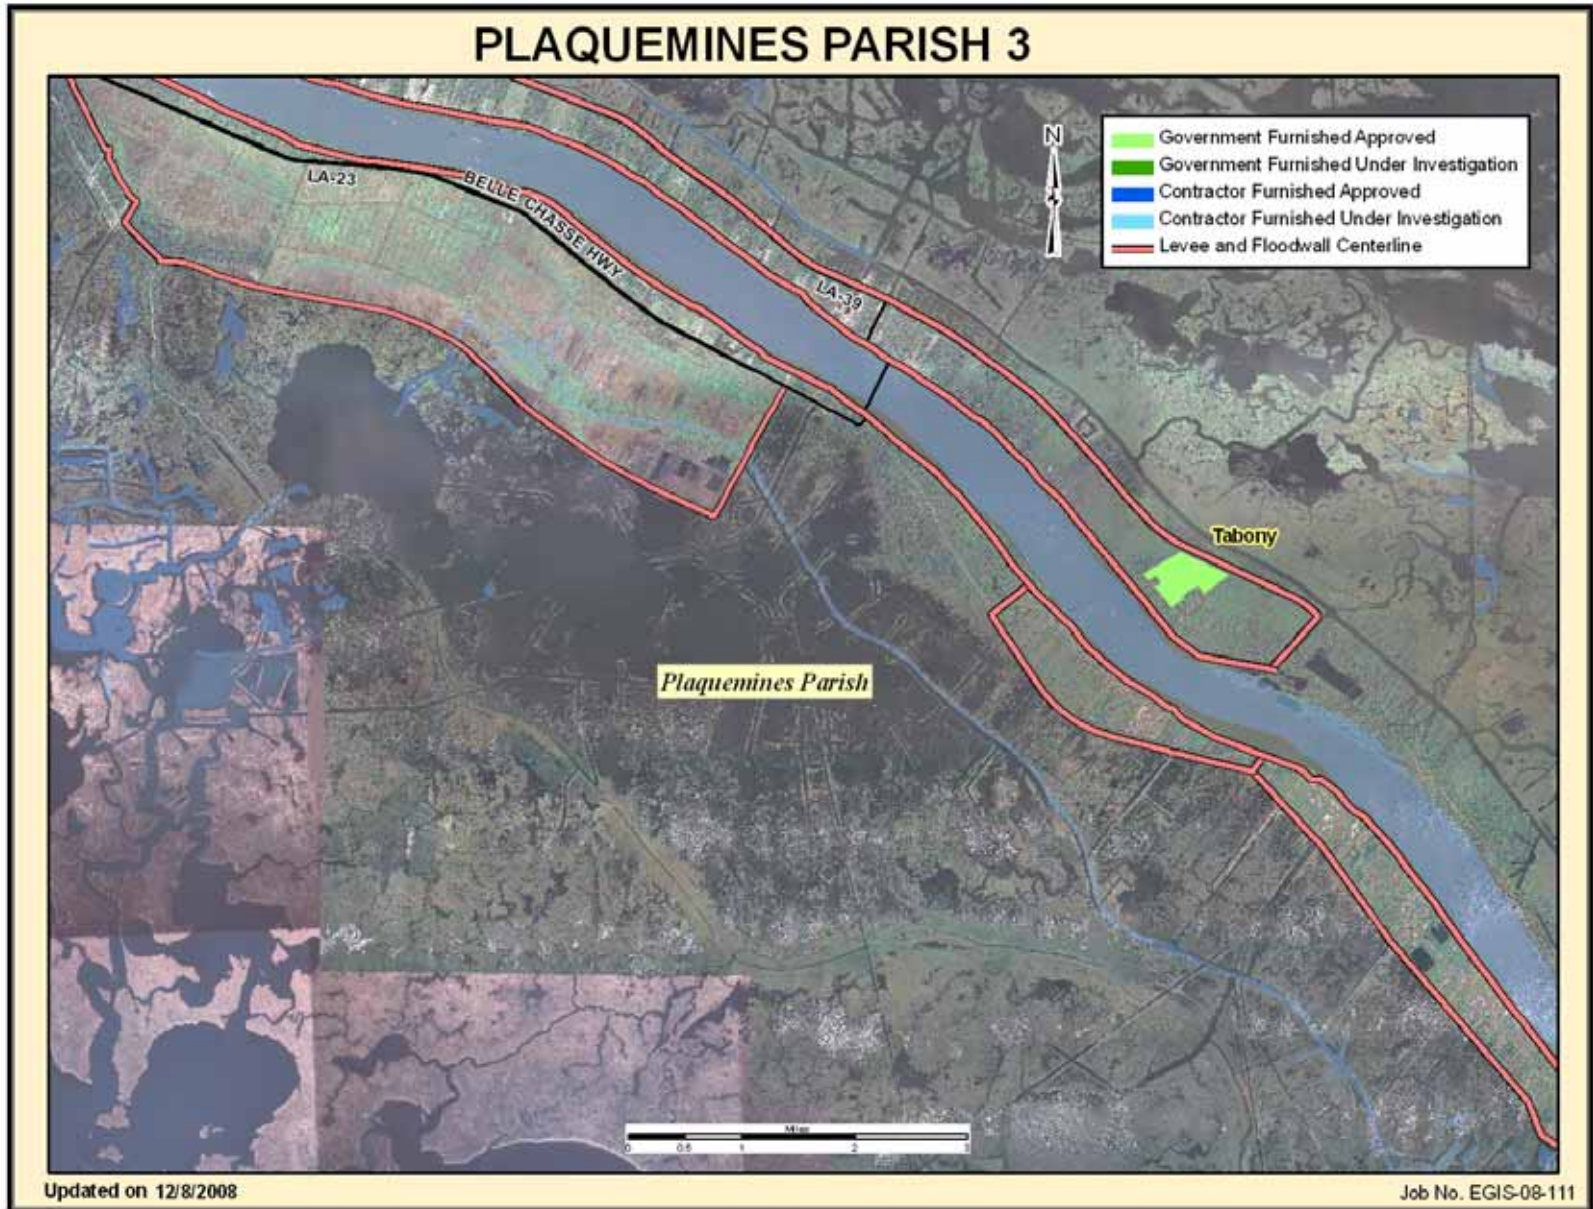 PLAQUEMINES PARISH 3
N
Government Furnished Approved
Government Furnished Under Investigation
Contractor Furnished Approved
Contractor Furnished Under Investigation
Levee and Floodwall Centerline
LA-23
BELLE CHASSE HWY
LA-39
Tabony
Plaquemines Parish
Miles
0 0.5 1 2 3
Updated on 12/8/2008
Job No. EGIS-08-111